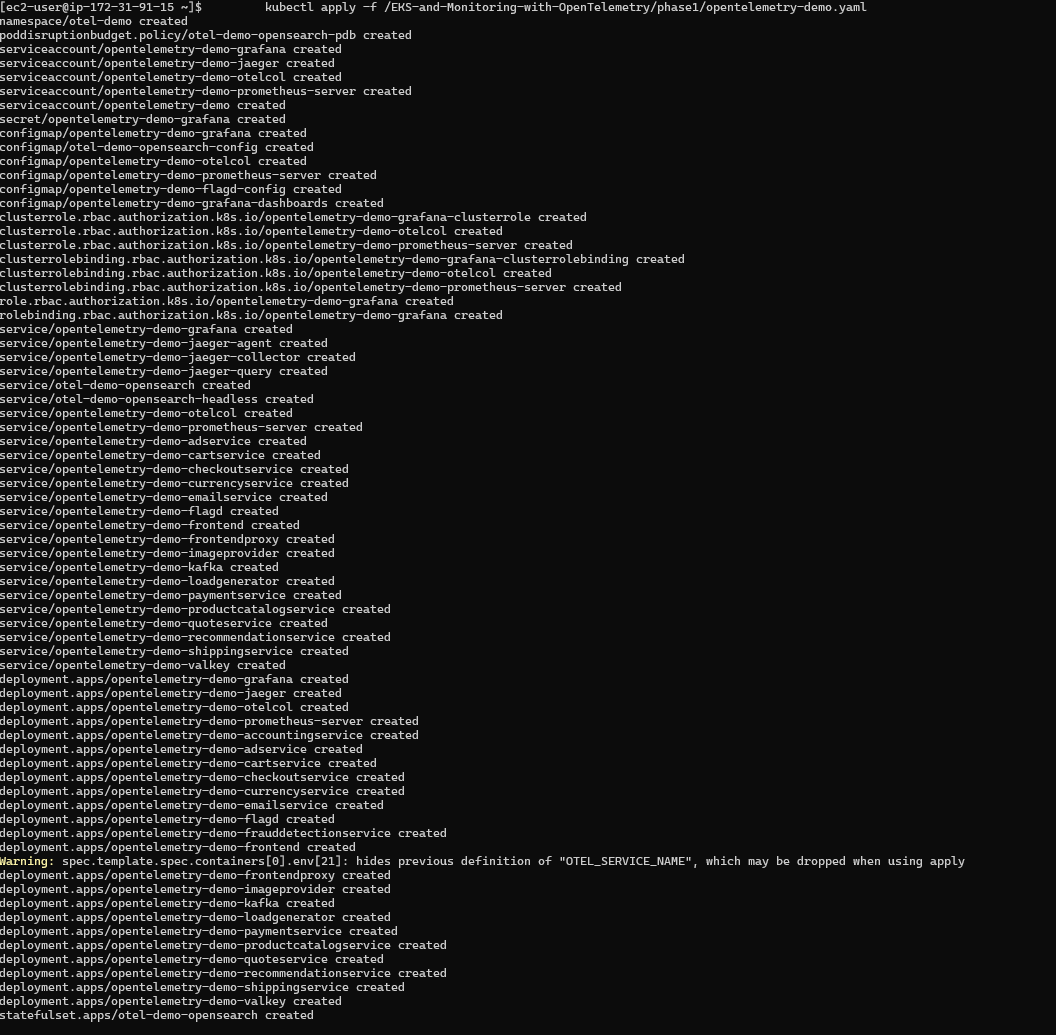 [ec2-user@ip-172-31-91-15 ~]$         kubectl apply -f /EKS-and-Monitoring-with-OpenTelemetry/phase1/opentelemetry-demo.yaml
namespace/otel-demo created
poddisruptionbudget.policy/otel-demo-opensearch-pdb created
serviceaccount/opentelemetry-demo-grafana created
serviceaccount/opentelemetry-demo-jaeger created
serviceaccount/opentelemetry-demo-otelcol created
serviceaccount/opentelemetry-demo-prometheus-server created
serviceaccount/opentelemetry-demo created
secret/opentelemetry-demo-grafana created
configmap/opentelemetry-demo-grafana created
configmap/otel-demo-opensearch-config created
configmap/opentelemetry-demo-otelcol created
configmap/opentelemetry-demo-prometheus-server created
configmap/opentelemetry-demo-flagd-config created
configmap/opentelemetry-demo-grafana-dashboards created
clusterrole.rbac.authorization.k8s.io/opentelemetry-demo-grafana-clusterrole created
clusterrole.rbac.authorization.k8s.io/opentelemetry-demo-otelcol created
clusterrole.rbac.authorization.k8s.io/opentelemetry-demo-prometheus-server created
clusterrolebinding.rbac.authorization.k8s.io/opentelemetry-demo-grafana-clusterrolebinding created
clusterrolebinding.rbac.authorization.k8s.io/opentelemetry-demo-otelcol created
clusterrolebinding.rbac.authorization.k8s.io/opentelemetry-demo-prometheus-server created
role.rbac.authorization.k8s.io/opentelemetry-demo-grafana created
rolebinding.rbac.authorization.k8s.io/opentelemetry-demo-grafana created
service/opentelemetry-demo-grafana created
service/opentelemetry-demo-jaeger-agent created
service/opentelemetry-demo-jaeger-collector created
service/opentelemetry-demo-jaeger-query created
service/otel-demo-opensearch created
service/otel-demo-opensearch-headless created
service/opentelemetry-demo-otelcol created
service/opentelemetry-demo-prometheus-server created
service/opentelemetry-demo-adservice created
service/opentelemetry-demo-cartservice created
service/opentelemetry-demo-checkoutservice created
service/opentelemetry-demo-currencyservice created
service/opentelemetry-demo-emailservice created
service/opentelemetry-demo-flagd created
service/opentelemetry-demo-frontend created
service/opentelemetry-demo-frontendproxy created
service/opentelemetry-demo-imageprovider created
service/opentelemetry-demo-kafka created
service/opentelemetry-demo-loadgenerator created
service/opentelemetry-demo-paymentservice created
service/opentelemetry-demo-productcatalogservice created
service/opentelemetry-demo-quoteservice created
service/opentelemetry-demo-recommendationservice created
service/opentelemetry-demo-shippingservice created
service/opentelemetry-demo-valkey created
deployment.apps/opentelemetry-demo-grafana created
deployment.apps/opentelemetry-demo-jaeger created
deployment.apps/opentelemetry-demo-otelcol created
deployment.apps/opentelemetry-demo-prometheus-server created
deployment.apps/opentelemetry-demo-accountingservice created
deployment.apps/opentelemetry-demo-adservice created
deployment.apps/opentelemetry-demo-cartservice created
deployment.apps/opentelemetry-demo-checkoutservice created
deployment.apps/opentelemetry-demo-currencyservice created
deployment.apps/opentelemetry-demo-emailservice created
deployment.apps/opentelemetry-demo-flagd created
deployment.apps/opentelemetry-demo-frauddetectionservice created
deployment.apps/opentelemetry-demo-frontend created
Warning: spec.template.spec.containers[0].env[21]: hides previous definition of "OTEL_SERVICE_NAME", which may be dropped when using apply
deployment.apps/opentelemetry-demo-frontendproxy created
deployment.apps/opentelemetry-demo-imageprovider created
deployment.apps/opentelemetry-demo-kafka created
deployment.apps/opentelemetry-demo-loadgenerator created
deployment.apps/opentelemetry-demo-paymentservice created
deployment.apps/opentelemetry-demo-productcatalogservice created
deployment.apps/opentelemetry-demo-quoteservice created
deployment.apps/opentelemetry-demo-recommendationservice created
deployment.apps/opentelemetry-demo-shippingservice created
deployment.apps/opentelemetry-demo-valkey created
statefulset.apps/otel-demo-opensearch created